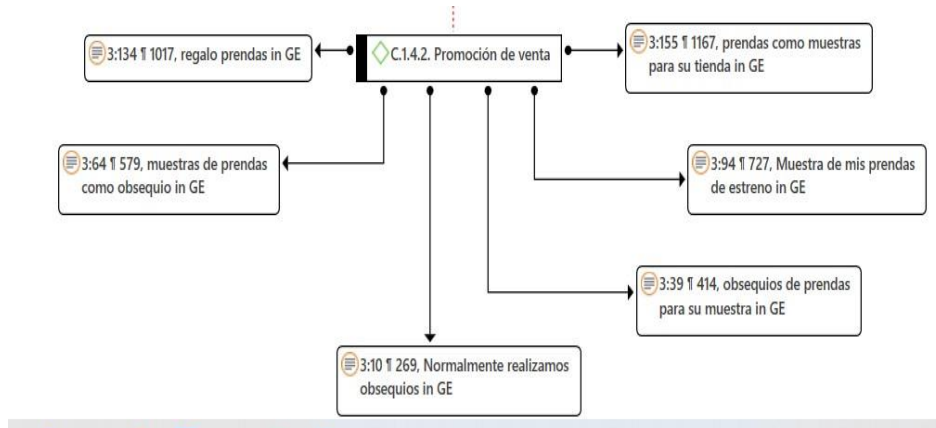 3:134 ¶ 1017, regalo prendas in GE
C.1.4.2. Promoción de venta
3:155 ¶ 1167, prendas como muestras
para su tienda in GE
3:64 ¶ 579, muestras de prendas
como obsequio in GE
3:94 ¶ 727, Muestra de mis prendas
de estreno in GE
3:39 ¶ 414, obsequios de prendas
para su muestra in GE
3:10 ¶ 269, Normalmente realizamos
obsequios in GE